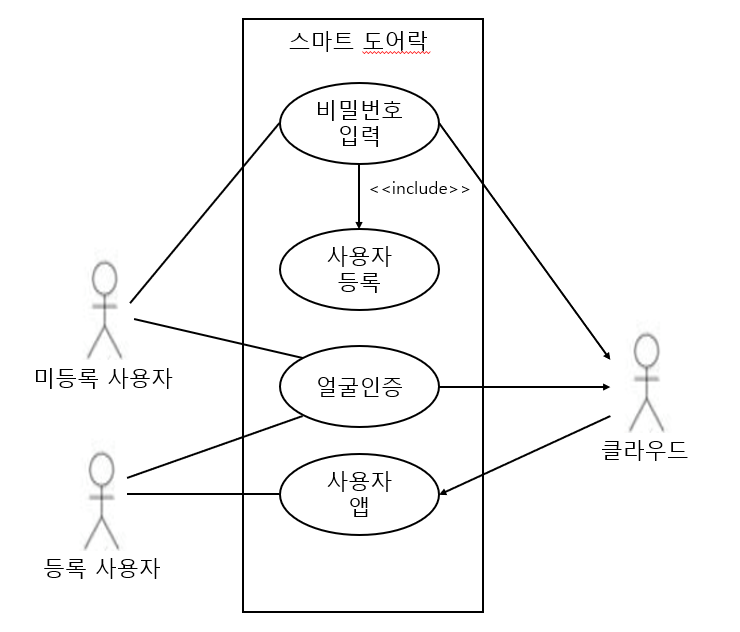 스마트 도어락
비밀번호
입력
<<include>>
사용자
등록
미등록 사용자
얼굴인증
클라우드
사용자
앱
등록 사용자